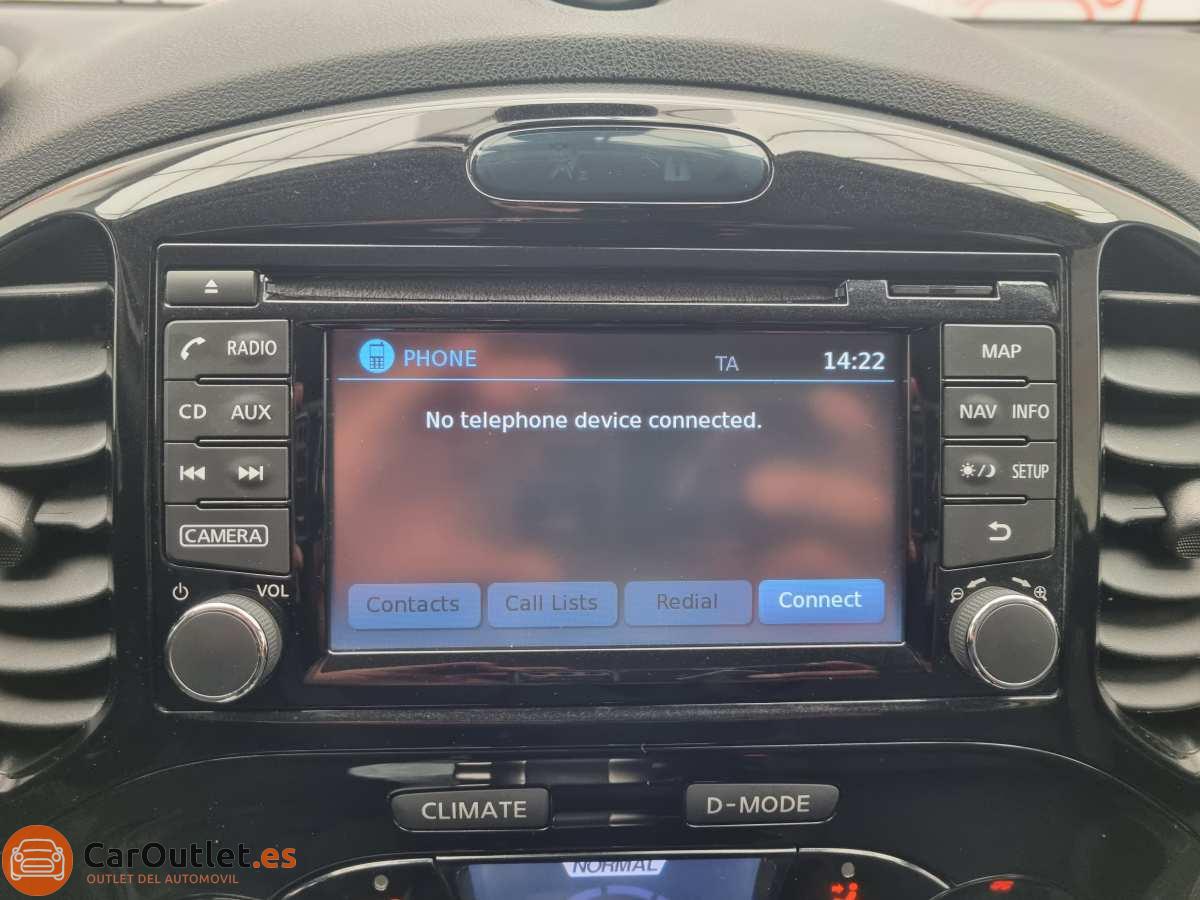 RADIO
CD AUX
CAMERA
VOL
PHONE TA 14:22
No telephone device connected.
Contacts Call Lists Redial Connect
MAP
NAV INFO
SETUP
CLIMATE D-MODE
NORMAL
CarOutlet.es
OUTLET DEL AUTOMOVIL